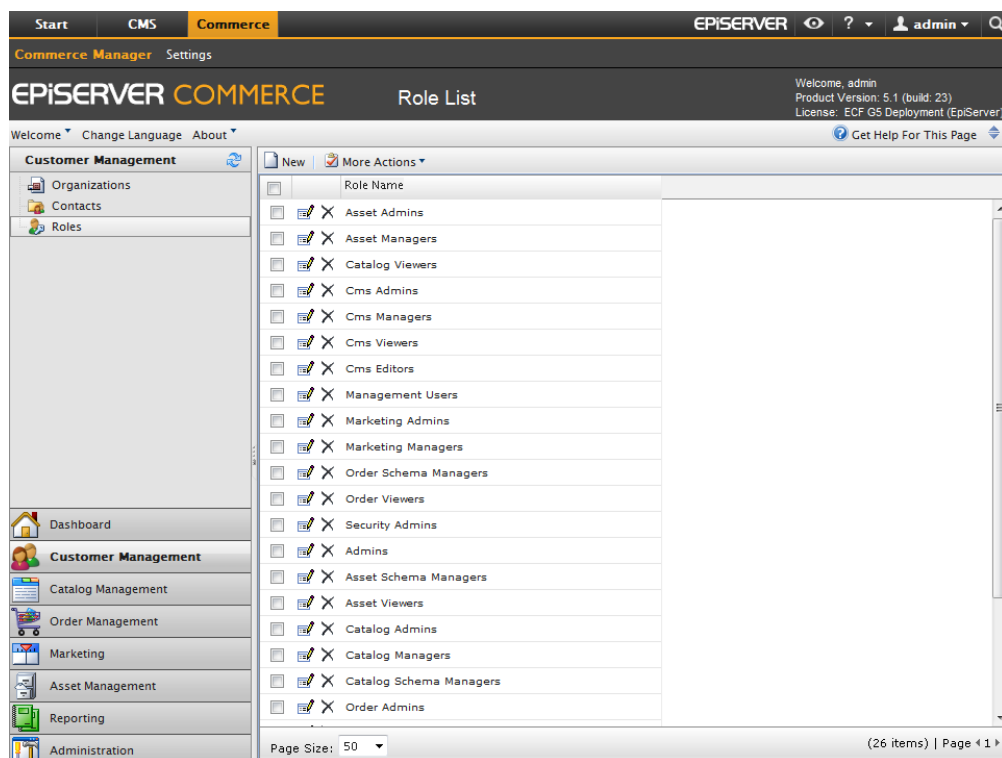 Start CMS Commerce EPiSERVER ? admin
Commerce Manager Settings
EPiSERVER COMMERCE Role List
Welcome, admin
Product Version: 5.1 (build: 23)
License: ECF G5 Deployment (EpiServer)
Welcome Change Language About Get Help For This Page
Customer Management
Organizations
Contacts
Roles
Dashboard
Customer Management
Catalog Management
Order Management
Marketing
Asset Management
Reporting
Administration
New More Actions
Role Name
Asset Admins
Asset Managers
Catalog Viewers
Cms Admins
Cms Managers
Cms Viewers
Cms Editors
Management Users
Marketing Admins
Marketing Managers
Order Schema Managers
Order Viewers
Security Admins
Admins
Asset Schema Managers
Asset Viewers
Catalog Admins
Catalog Managers
Catalog Schema Managers
Order Admins
Page Size: 50 (26 items) | Page 1